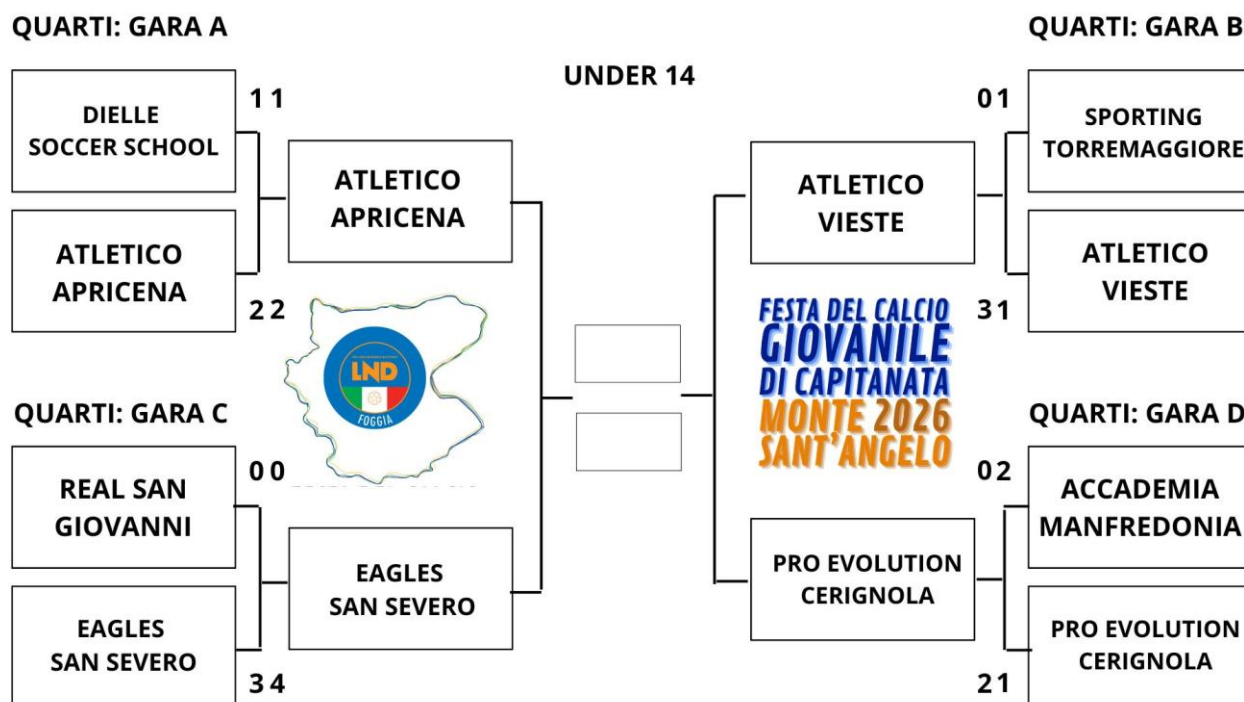 QUARTI: GARA A
QUARTI: GARA B
UNDER 14
DIELLE
SOCCER SCHOOL
1 1
ATLETICO
APRICENA
2 2
ATLETICO
APRICENA
ATLETICO
VIESTE
0 1
SPORTING
TORREMAGGIORE
ATLETICO
VIESTE
3 1
LND
FOGGIA
FESTA DEL CALCIO
GIOVANILE
DI CAPITANATA
MONTE 2026
SANT'ANGELO
QUARTI: GARA C
QUARTI: GARA D
REAL SAN
GIOVANNI
0 0
EAGLES
SAN SEVERO
3 4
EAGLES
SAN SEVERO
PRO EVOLUTION
CERIGNOLA
0 2
ACCADEMIA
MANFREDONIA
PRO EVOLUTION
CERIGNOLA
2 1